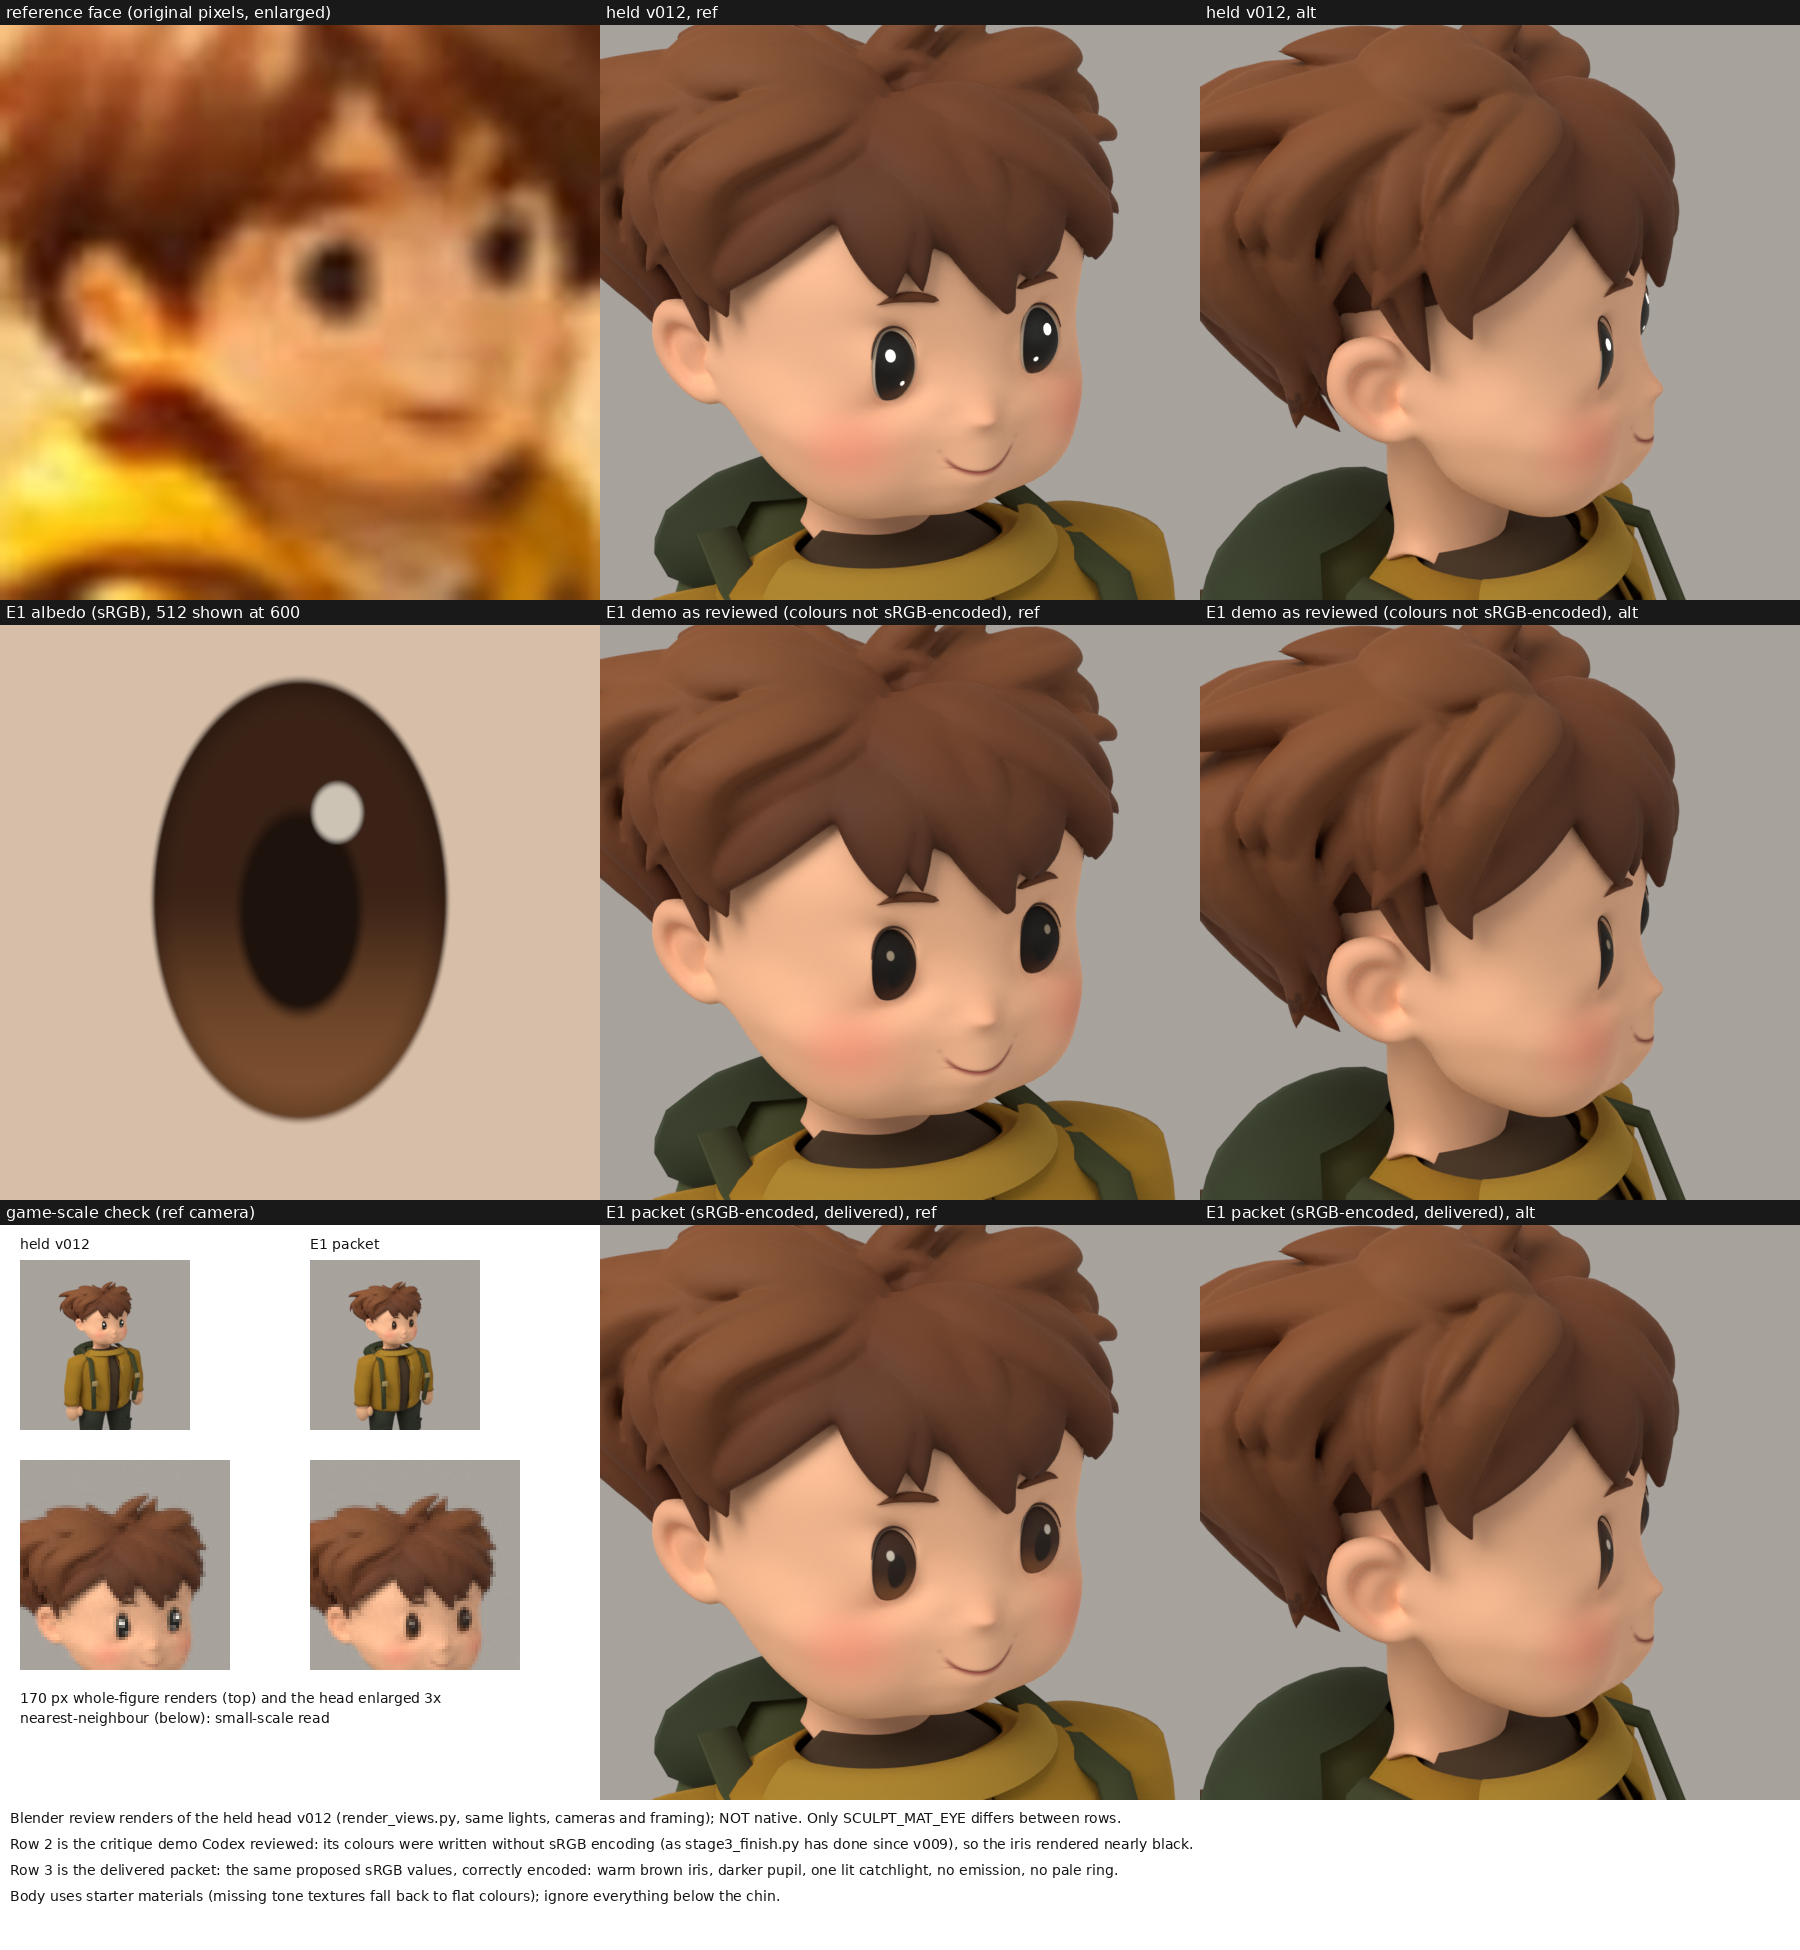 reference face (original pixels, enlarged)
held v012, ref
held v012, alt
E1 albedo (sRGB), 512 shown at 600
E1 demo as reviewed (colours not sRGB-encoded), ref
E1 demo as reviewed (colours not sRGB-encoded), alt
game-scale check (ref camera)
E1 packet (sRGB-encoded, delivered), ref
E1 packet (sRGB-encoded, delivered), alt
held v012
E1 packet
170 px whole-figure renders (top) and the head enlarged 3x
nearest-neighbour (below): small-scale read
Blender review renders of the held head v012 (render_views.py, same lights, cameras and framing); NOT native. Only SCULPT_MAT_EYE differs between rows.
Row 2 is the critique demo Codex reviewed: its colours were written without sRGB encoding (as stage3_finish.py has done since v009), so the iris rendered nearly black.
Row 3 is the delivered packet: the same proposed sRGB values, correctly encoded: warm brown iris, darker pupil, one lit catchlight, no emission, no pale ring.
Body uses starter materials (missing tone textures fall back to flat colours); ignore everything below the chin.